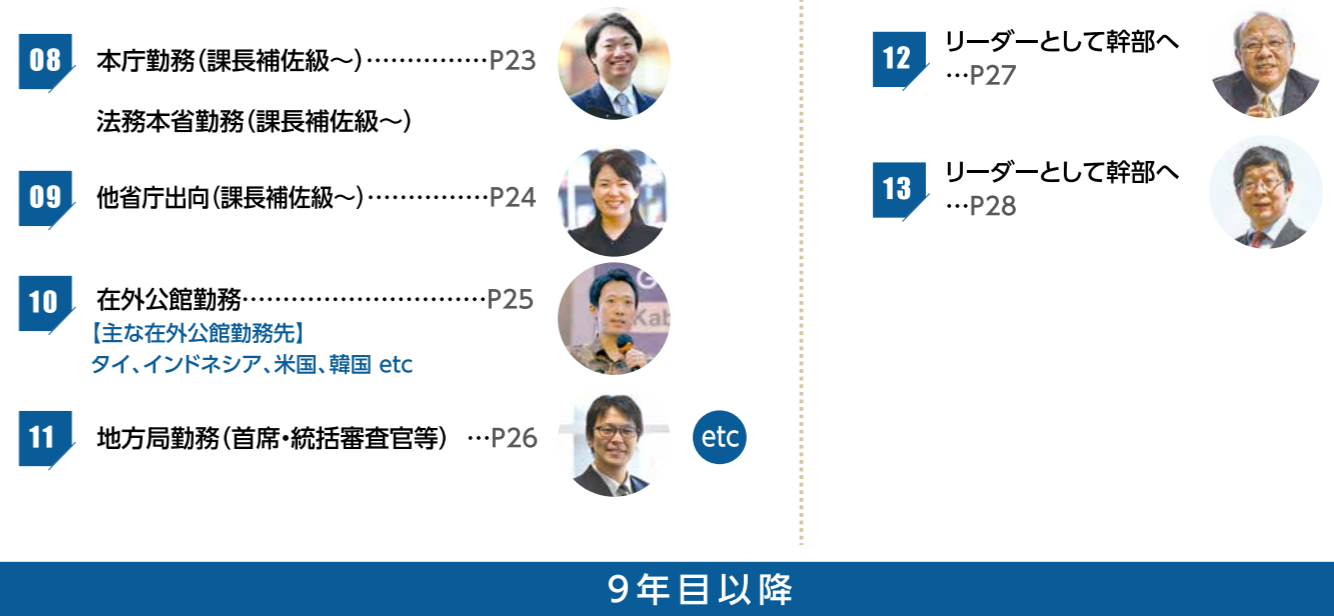 08 本庁勤務(課長補佐級～)……………P23
法務本省勤務(課長補佐級～)
09 他省庁出向(課長補佐級～)……………P24
10 在外公館勤務…………………………P25
【主な在外公館勤務先】
タイ、インドネシア、米国、韓国 etc
11 地方局勤務(首席・統括審査官等) …P26
etc
12 リーダーとして幹部へ
…P27
13 リーダーとして幹部へ
…P28
9年目以降